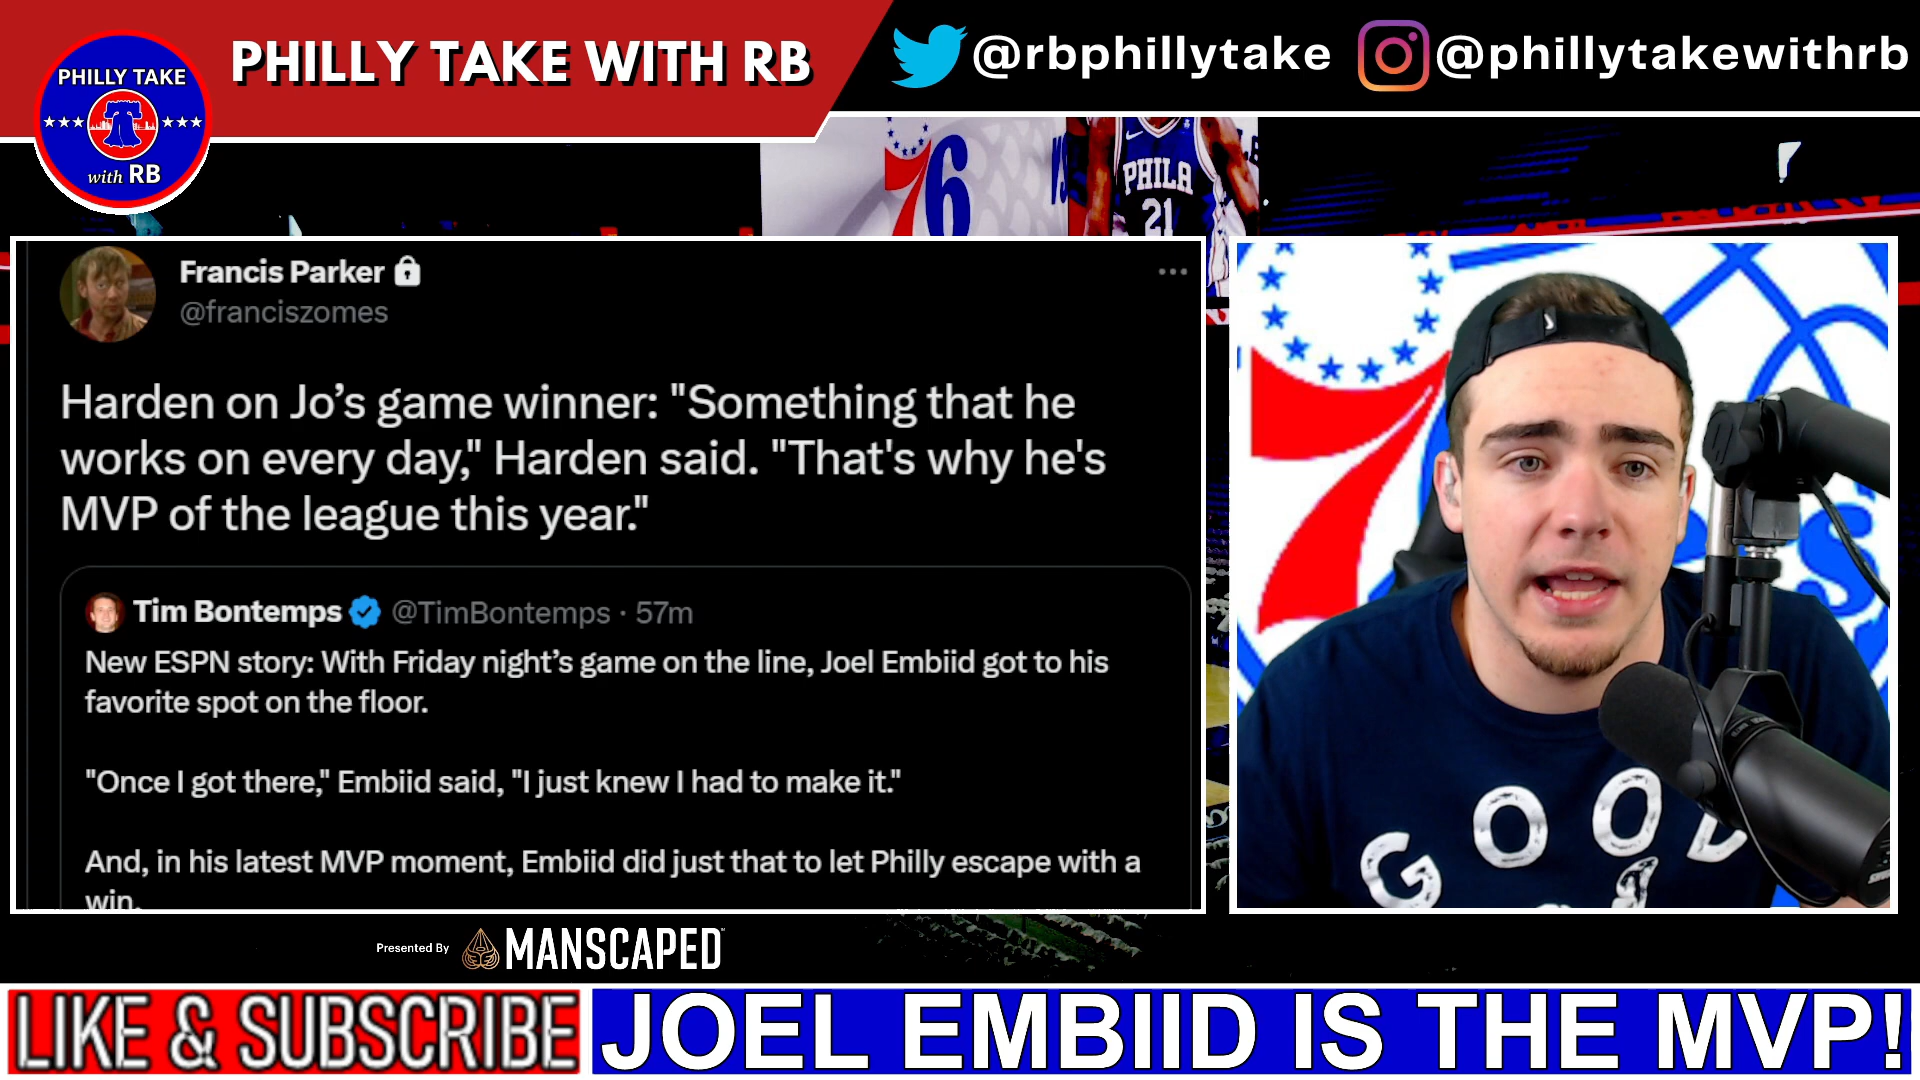 PHILLY TAKE
with RB
PHILLY TAKE WITH RB
@rbphillytake
@phillytakewithrb
76
PHILA
21
Francis Parker
@franciszomes
Harden on Jo’s game winner: "Something that he
works on every day," Harden said. "That's why he's
MVP of the league this year."
Tim Bontemps @TimBontemps · 57m
New ESPN story: With Friday night’s game on the line, Joel Embiid got to his
favorite spot on the floor.
"Once I got there," Embiid said, "I just knew I had to make it."
And, in his latest MVP moment, Embiid did just that to let Philly escape with a
win.
GOOD
Presented By MANSCAPED
LIKE & SUBSCRIBE
JOEL EMBIID IS THE MVP!